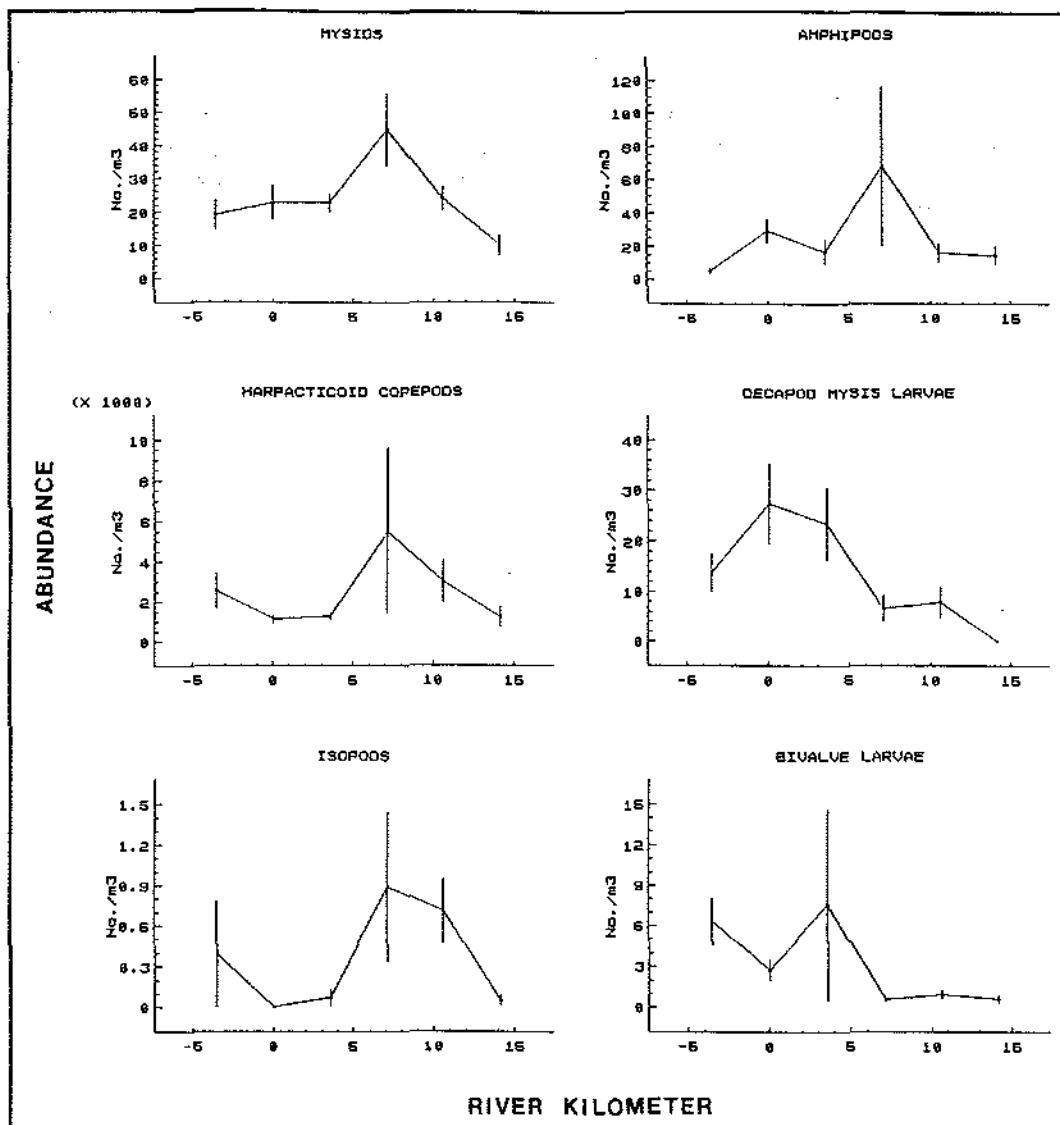 MYSIDS
60
50
40
30
20
10
0
No./m3
-5 0 5 10 15
AMPHIPODS
120
100
80
60
40
20
0
No./m3
-5 0 5 10 15
HARPACTICOID COPEPODS
(X 1000)
10
8
6
4
2
0
No./m3
-5 0 5 10 15
DECAPOD MYSIS LARVAE
40
30
20
10
0
No./m3
-5 0 5 10 15
ABUNDANCE
ISOPODS
1.5
1.2
0.9
0.6
0.3
0
No./m3
-5 0 5 10 15
BIVALVE LARVAE
15
12
9
6
3
0
No./m3
-5 0 5 10 15
RIVER KILOMETER